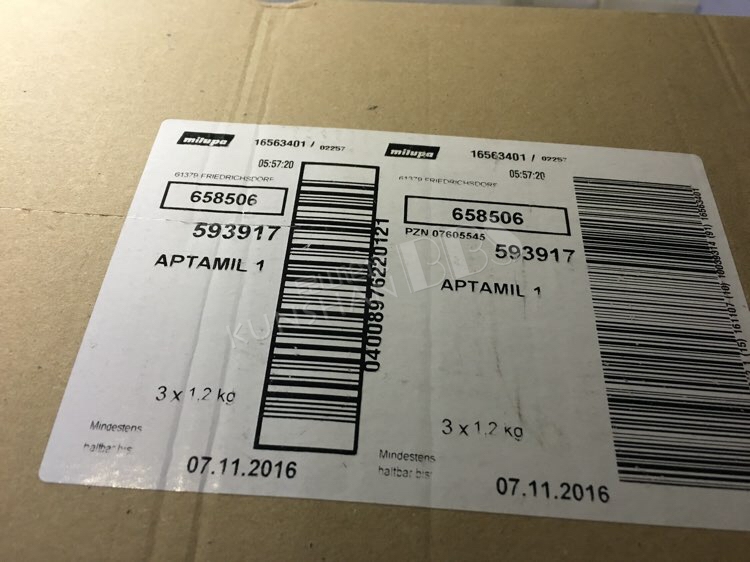 milupa
16563401 / 02257
05:57:20
61379 FRIEDRICHSDORF
658506
593917
APTAMIL 1
3 x 1,2 kg
Mindestens
haltbar bis:
07.11.2016
04008976220121
milupa
16563401 / 02257
05:57:20
61379 FRIEDRICHSDORF
658506
PZN 07605545
593917
APTAMIL 1
3 x 1,2 kg
Mindestens
haltbar bis:
07.11.2016
KUNSHAN BBS